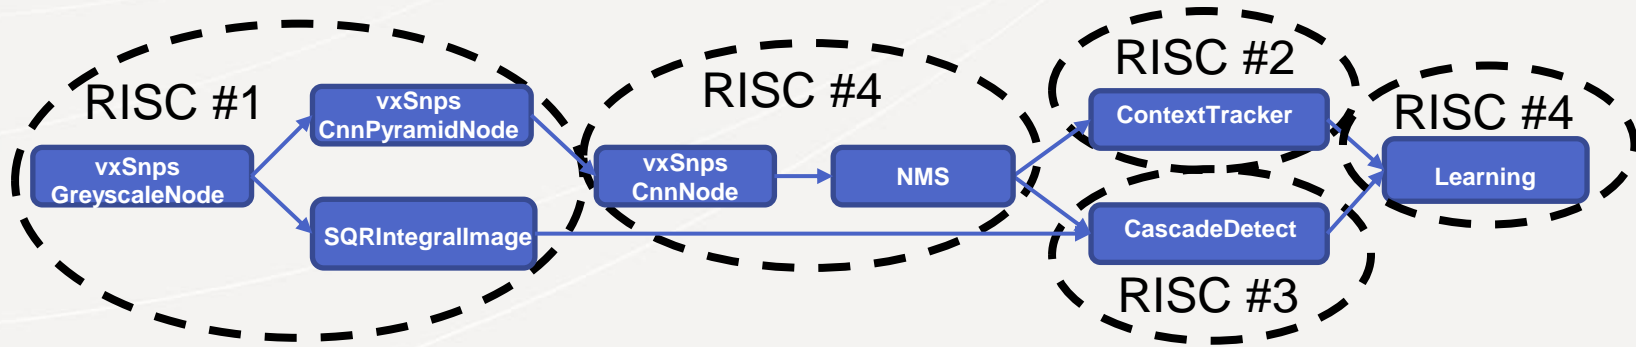 RISC #1
vxSnps
GreyscaleNode
vxSnps
CnnPyramidNode
SQRIntegralImage
RISC #4
vxSnps
CnnNode
NMS
RISC #2
ContextTracker
CascadeDetect
RISC #3
RISC #4
Learning